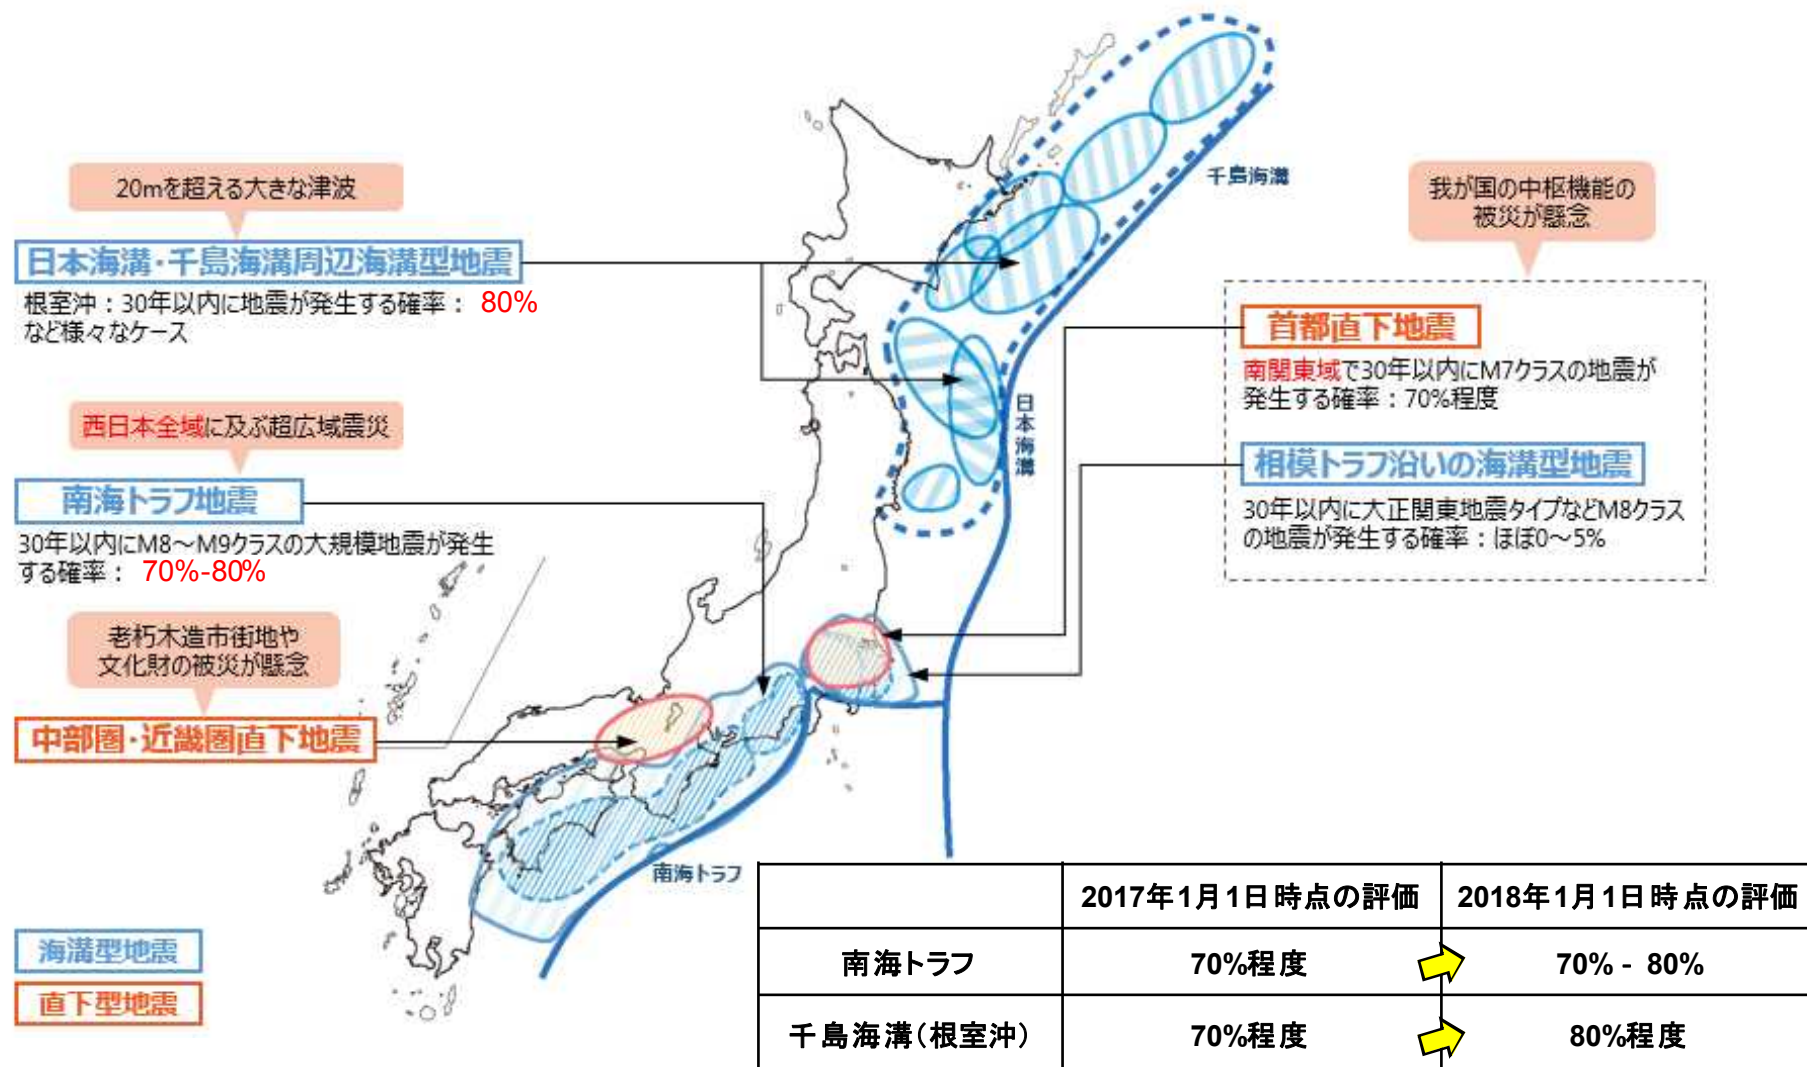 20mを超える大きな津波
日本海溝・千島海溝周辺海溝型地震
根室沖：30年以内に地震が発生する確率： 80%
など様々なケース
西日本全域に及ぶ超広域震災
南海トラフ地震
30年以内にM8～M9クラスの大規模地震が発生
する確率： 70%-80%
老朽木造市街地や
文化財の被災が懸念
中部圏・近畿圏直下地震
海溝型地震
直下型地震
千島海溝
日本海溝
南海トラフ
我が国の中枢機能の
被災が懸念
首都直下地震
南関東域で30年以内にM7クラスの地震が
発生する確率：70%程度
相模トラフ沿いの海溝型地震
30年以内に大正関東地震タイプなどM8クラス
の地震が発生する確率：ほぼ0～5%
2017年1月1日時点の評価 2018年1月1日時点の評価
南海トラフ 70%程度 70% - 80%
千島海溝(根室沖) 70%程度 80%程度